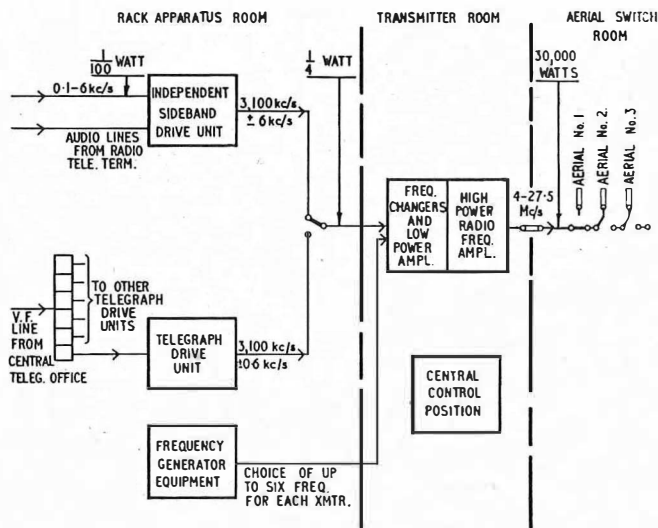 RACK APPARATUS ROOM
TRANSMITTER ROOM
AERIAL SWITCH
ROOM
1/100 WATT
1/4 WATT
30,000
WATTS
0·1-6 kc/s
INDEPENDENT
SIDEBAND
DRIVE UNIT
3,100 kc/s
± 6 kc/s
AUDIO LINES
FROM RADIO
TELE. TERM.
AERIAL No. 1
AERIAL No. 2.
AERIAL No. 3
FREQ.
CHANGERS
AND LOW
POWER
AMPL.
HIGH
POWER
RADIO
FREQ.
AMPL.
4-27·5
Mc/s
TO OTHER
TELEGRAPH
DRIVE
UNITS
V.F.
LINE
FROM
CENTRAL
TELEG. OFFICE
TELEGRAPH
DRIVE
UNIT
3,100 kc/s
±0·6 kc/s
CENTRAL
CONTROL
POSITION
FREQUENCY
GENERATOR
EQUIPMENT
CHOICE OF UP
TO SIX FREQ.
FOR EACH XMTR.